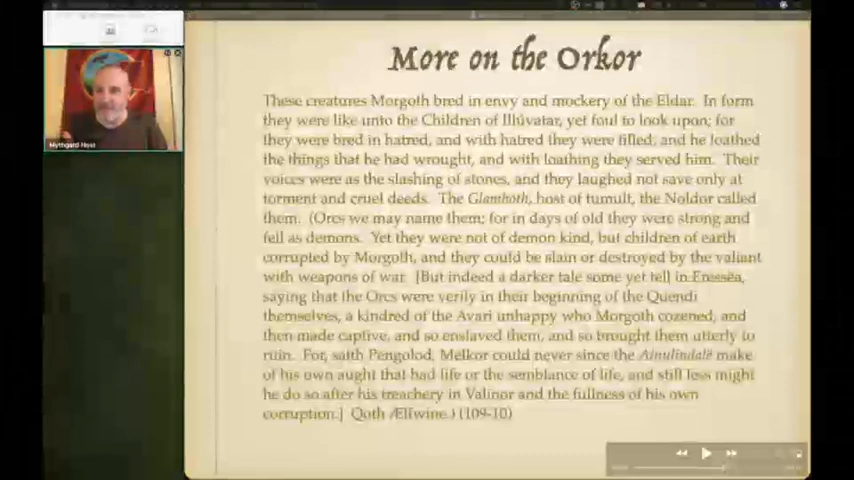 More on the Orkor
These creatures Morgoth bred in envy and mockery of the Eldar. In form
they were like unto the Children of Ilúvatar, yet foul to look upon; for
they were bred in hatred, and with hatred they were filled; and he loathed
the things that he had wrought, and with loathing they served him. Their
voices were as the slashing of stones, and they laughed not save only at
torment and cruel deeds. The Glamhoth, host of tumult, the Noldor called
them. (Orcs we may name them; for in days of old they were strong and
fell as demons. Yet they were not of demon kind, but children of earth
corrupted by Morgoth, and they could be slain or destroyed by the valiant
with weapons of war. [But indeed a darker tale some yet tell in Eressëa,
saying that the Orcs were verily in their beginning of the Quendi
themselves, a kindred of the Avari unhappy who Morgoth cozened, and
then made captive, and so enslaved them, and so brought them utterly to
ruin. For, saith Pengolod, Melkor could never since the Ainulindalë make
of his own aught that had life or the semblance of life, and still less might
he do so after his treachery in Valinor and the fullness of his own
corruption.] Qoth Ælfwine.) (109-10)
Mythgard Host